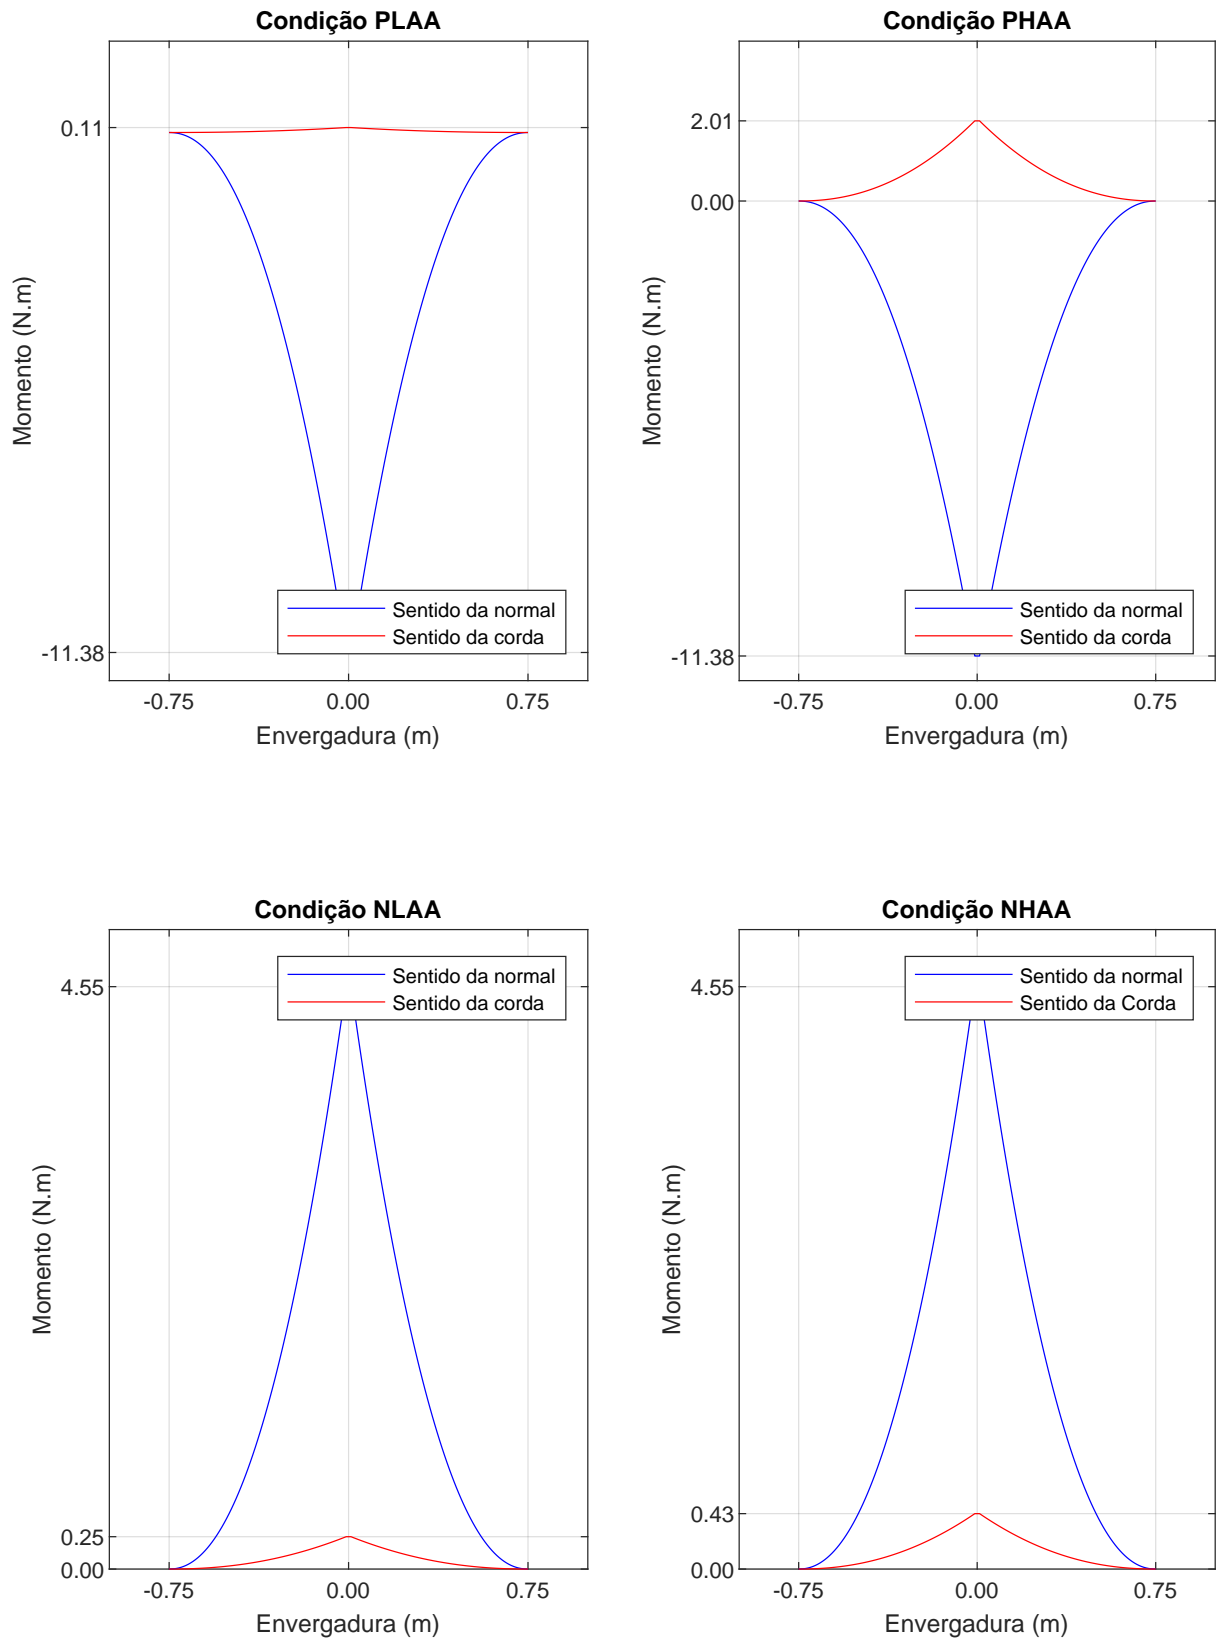 Condição PLAA
0.11
-11.38
Momento (N.m)
Sentido da normal
Sentido da corda
-0.75 0.00 0.75
Envergadura (m)
Condição PHAA
2.01
0.00
-11.38
Momento (N.m)
Sentido da normal
Sentido da corda
-0.75 0.00 0.75
Envergadura (m)
Condição NLAA
4.55
0.25
0.00
Momento (N.m)
Sentido da normal
Sentido da corda
-0.75 0.00 0.75
Envergadura (m)
Condição NHAA
4.55
0.43
0.00
Momento (N.m)
Sentido da normal
Sentido da Corda
-0.75 0.00 0.75
Envergadura (m)